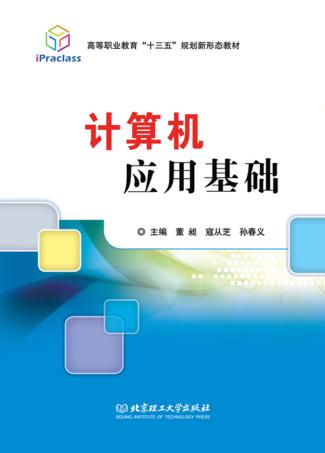 iPraclass
高等职业教育“十三五”规划新形态教材
计算机
应用基础
◎ 主编 董昶 寇从芝 孙春义
北京理工大学出版社
BEIJING INSTITUTE OF TECHNOLOGY PRESS